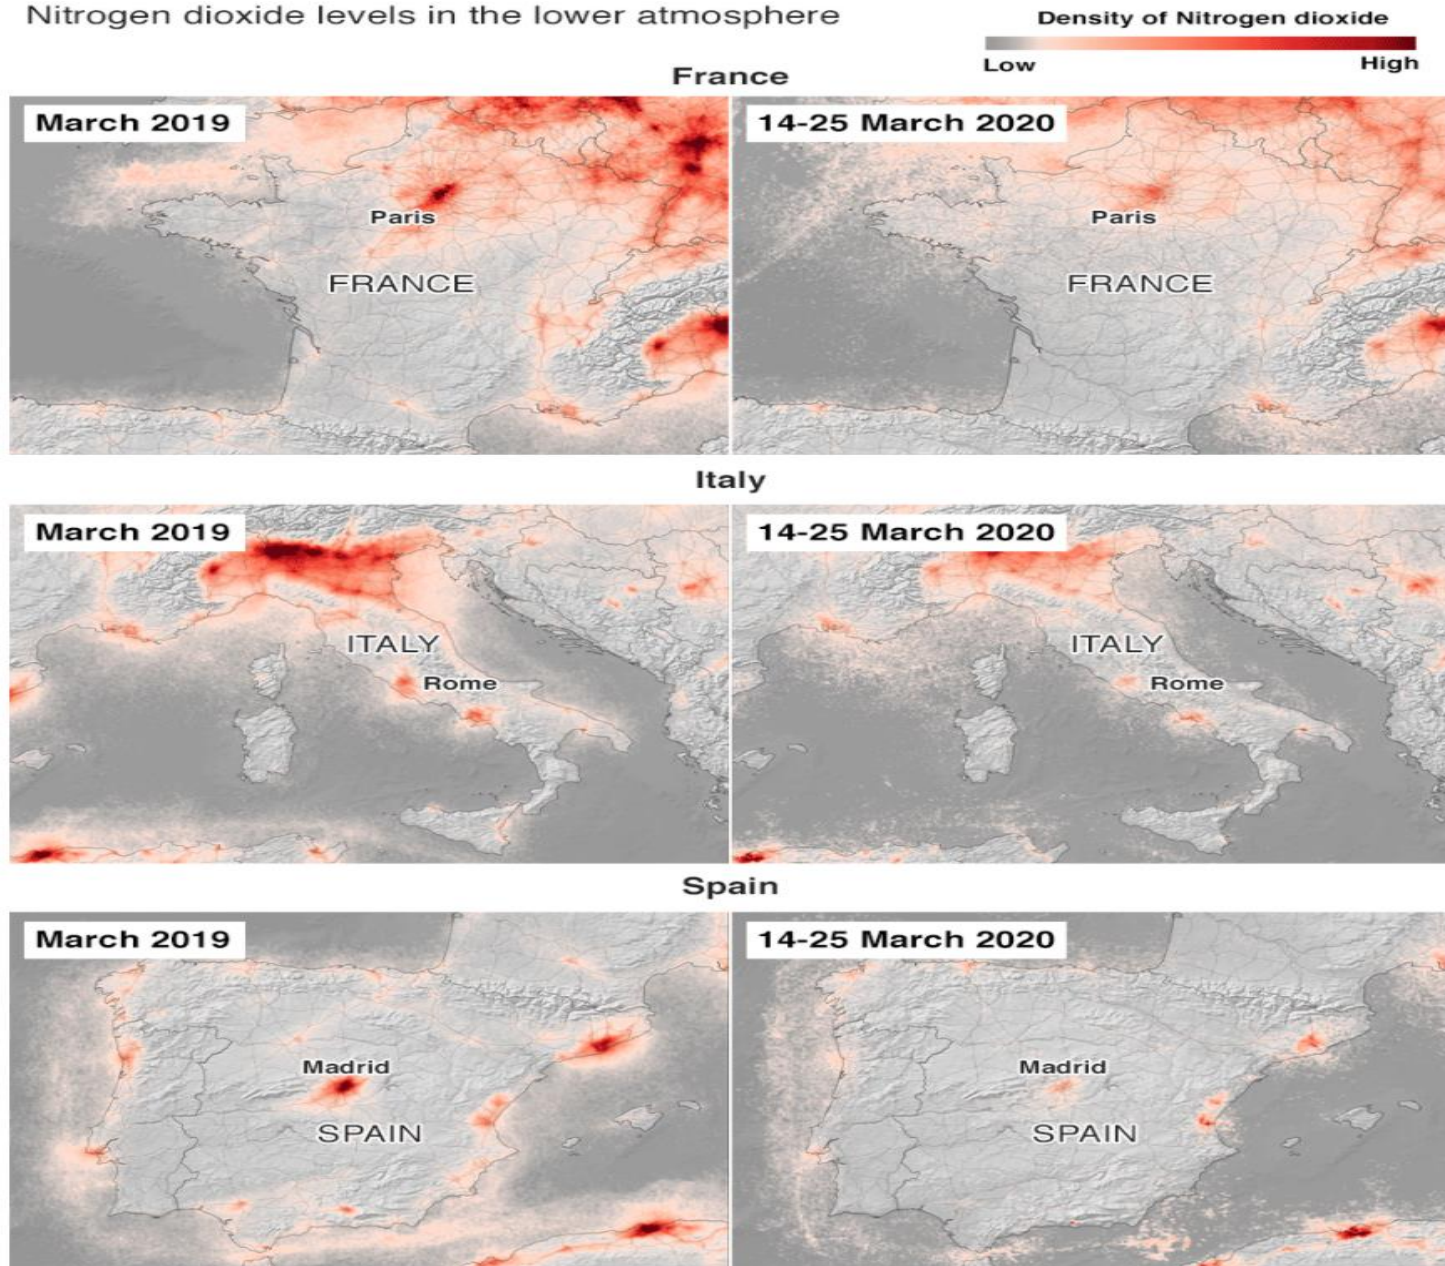 Nitrogen dioxide levels in the lower atmosphere
Density of Nitrogen dioxide
Low High
France
March 2019
14-25 March 2020
Paris
Paris
FRANCE
FRANCE
Italy
March 2019
14-25 March 2020
ITALY
ITALY
Rome
Rome
Spain
March 2019
14-25 March 2020
Madrid
Madrid
SPAIN
SPAIN